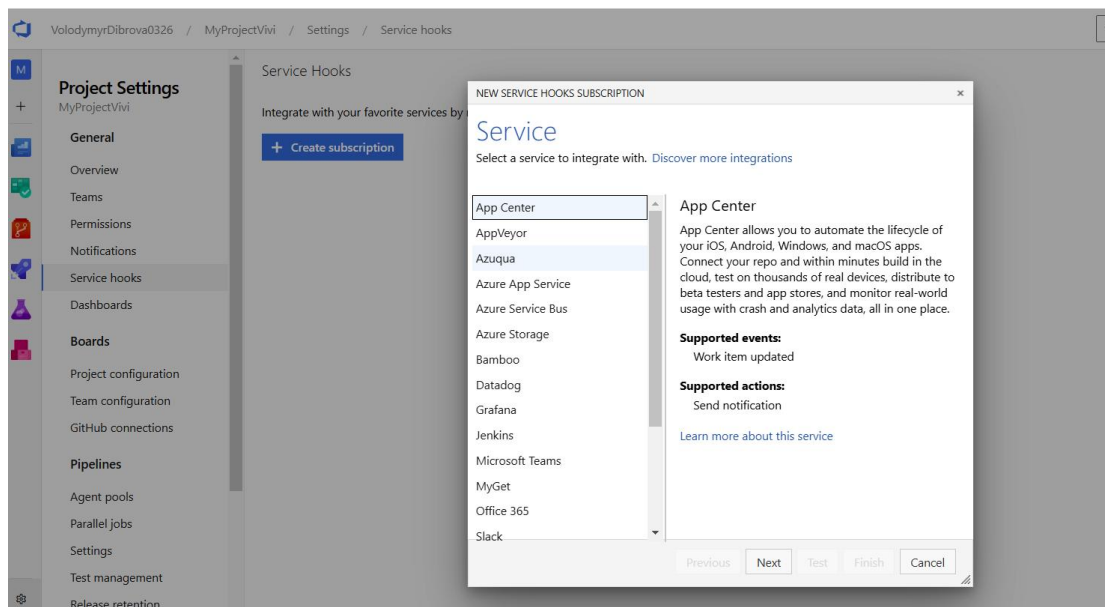 VolodymyrDibrova0326 / MyProjectVivi / Settings / Service hooks
M
Project Settings
MyProjectVivi
General
Overview
Teams
Permissions
Notifications
Service hooks
Dashboards
Boards
Project configuration
Team configuration
GitHub connections
Pipelines
Agent pools
Parallel jobs
Settings
Test management
Release retention
Service Hooks
Integrate with your favorite services by
+ Create subscription
NEW SERVICE HOOKS SUBSCRIPTION
Service
Select a service to integrate with. Discover more integrations
App Center
AppVeyor
Azuqua
Azure App Service
Azure Service Bus
Azure Storage
Bamboo
Datadog
Grafana
Jenkins
Microsoft Teams
MyGet
Office 365
Slack
App Center
App Center allows you to automate the lifecycle of
your iOS, Android, Windows, and macOS apps.
Connect your repo and within minutes build in the
cloud, test on thousands of real devices, distribute to
beta testers and app stores, and monitor real-world
usage with crash and analytics data, all in one place.
Supported events:
Work item updated
Supported actions:
Send notification
Learn more about this service
Previous Next Test Finish Cancel